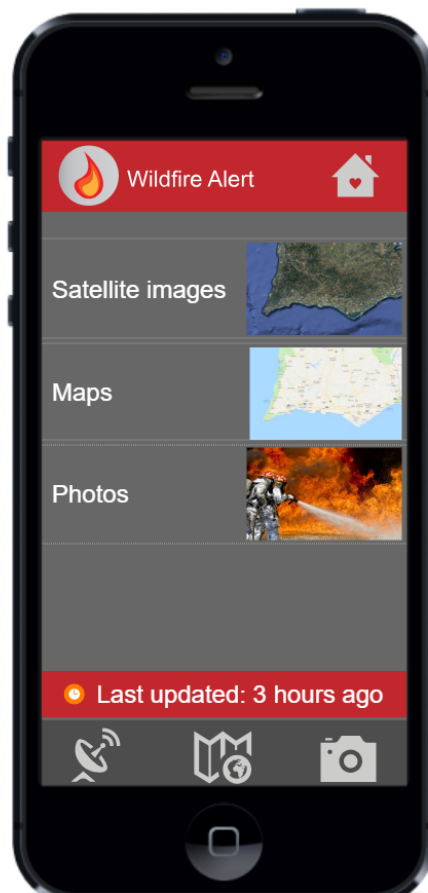 Wildfire Alert
Satellite images
Maps
Photos
Last updated: 3 hours ago